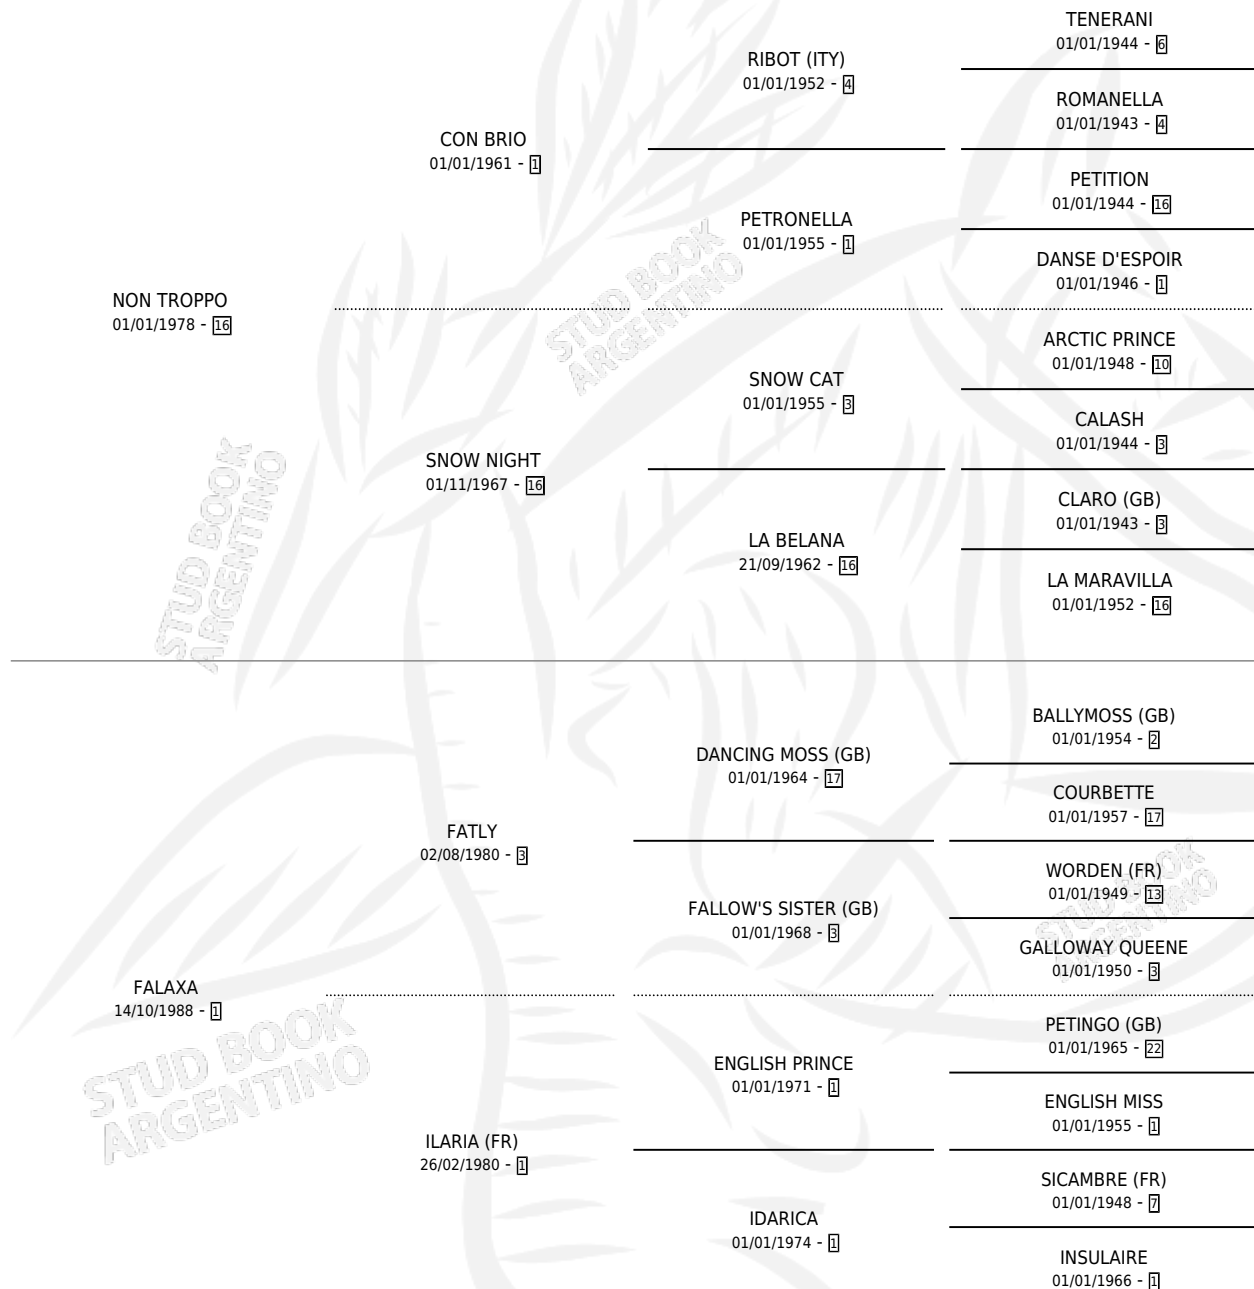 TENERANI
01/01/1944 - 6
RIBOT (ITY)
01/01/1952 - 4
ROMANELLA
01/01/1943 - 4
CON BRIO
01/01/1961 - 1
PETITION
01/01/1944 - 16
PETRONELLA
01/01/1955 - 1
DANSE D'ESPOIR
01/01/1946 - 1
NON TROPPO
01/01/1978 - 16
ARCTIC PRINCE
01/01/1948 - 10
SNOW CAT
01/01/1955 - 3
CALASH
01/01/1944 - 3
SNOW NIGHT
01/11/1967 - 16
CLARO (GB)
01/01/1943 - 3
LA BELANA
21/09/1962 - 16
LA MARAVILLA
01/01/1952 - 16
BALLYMOSS (GB)
01/01/1954 - 2
DANCING MOSS (GB)
01/01/1964 - 17
COURBETTE
01/01/1957 - 17
FATLY
02/08/1980 - 3
WORDEN (FR)
01/01/1949 - 13
FALLOW'S SISTER (GB)
01/01/1968 - 3
GALLOWAY QUEENE
01/01/1950 - 3
FALAXA
14/10/1988 - 1
PETINGO (GB)
01/01/1965 - 22
ENGLISH PRINCE
01/01/1971 - 1
ENGLISH MISS
01/01/1955 - 1
ILARIA (FR)
26/02/1980 - 1
SICAMBRE (FR)
01/01/1948 - 7
IDARICA
01/01/1974 - 1
INSULAIRE
01/01/1966 - 1
STUD BOOK
ARGENTINO
STUD BOOK
ARGENTINO
STUD BOOK
ARGENTINO
STUD BOOK
ARGENTINO